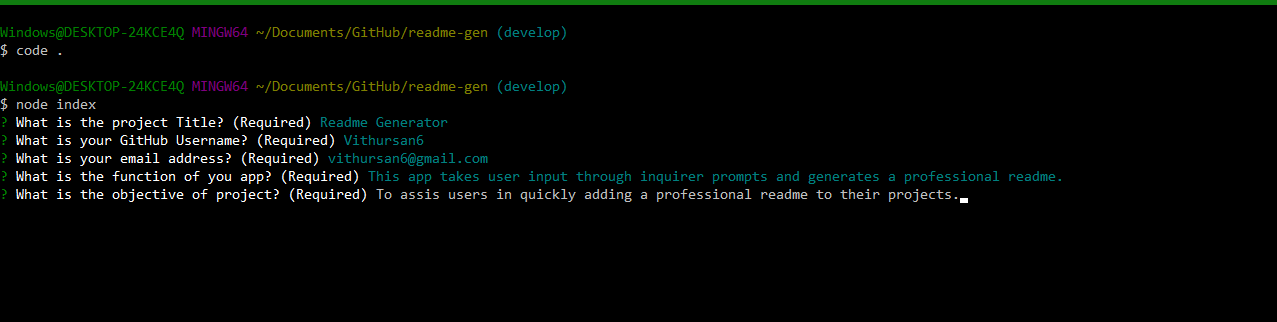 Windows@DESKTOP-24KCE4Q MINGW64 ~/Documents/GitHub/readme-gen (develop)
$ code .
Windows@DESKTOP-24KCE4Q MINGW64 ~/Documents/GitHub/readme-gen (develop)
$ node index
? What is the project Title? (Required) Readme Generator
? What is your GitHub Username? (Required) Vithursan6
? What is your email address? (Required) vithursan6@gmail.com
? What is the function of you app? (Required) This app takes user input through inquirer prompts and generates a professional readme.
? What is the objective of project? (Required) To assis users in quickly adding a professional readme to their projects.